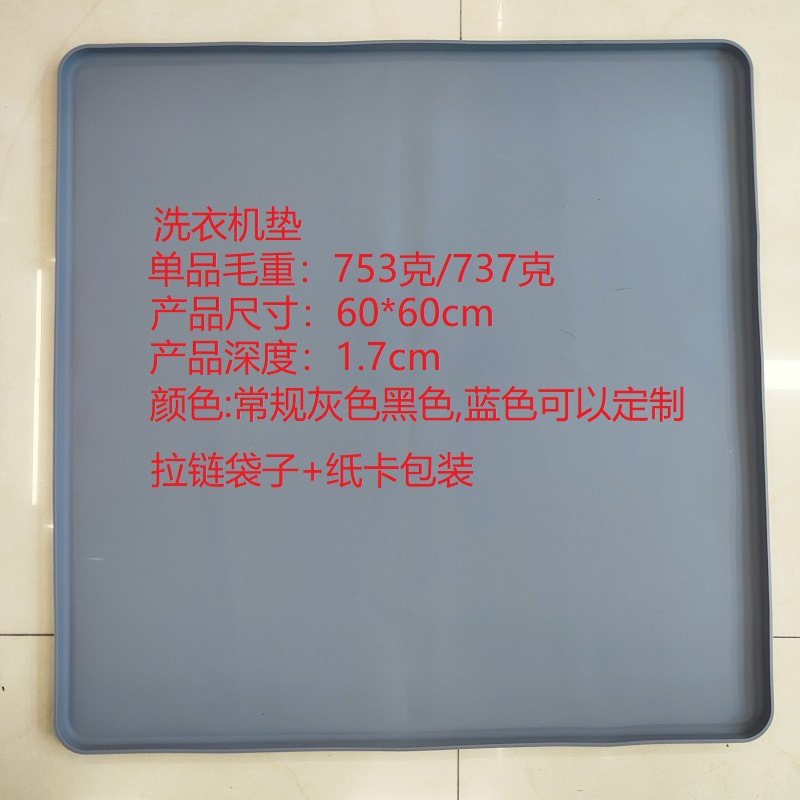 洗衣机垫
单品毛重：753克/737克
产品尺寸：60*60cm
产品深度：1.7cm
颜色:常规灰色黑色,蓝色可以定制
拉链袋子+纸卡包装